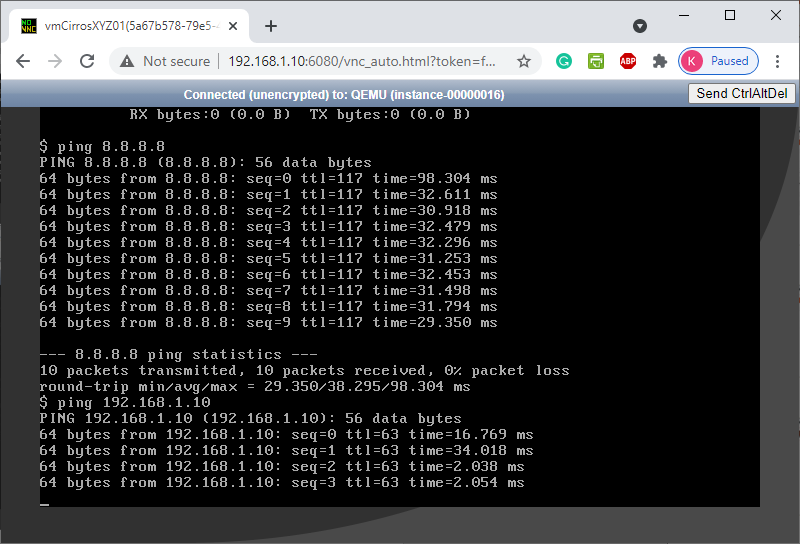 NO VNC
vmCirrosXYZ01(5a67b578-79e5-4
Not secure
192.168.1.10:6080/vnc_auto.html?token=f...
ABP
K
Paused
Connected (unencrypted) to: QEMU (instance-00000016)
Send CtrlAltDel
RX bytes:0 (0.0 B)  TX bytes:0 (0.0 B)
$ ping 8.8.8.8
PING 8.8.8.8 (8.8.8.8): 56 data bytes
64 bytes from 8.8.8.8: seq=0 ttl=117 time=98.304 ms
64 bytes from 8.8.8.8: seq=1 ttl=117 time=32.611 ms
64 bytes from 8.8.8.8: seq=2 ttl=117 time=30.918 ms
64 bytes from 8.8.8.8: seq=3 ttl=117 time=32.479 ms
64 bytes from 8.8.8.8: seq=4 ttl=117 time=32.296 ms
64 bytes from 8.8.8.8: seq=5 ttl=117 time=31.253 ms
64 bytes from 8.8.8.8: seq=6 ttl=117 time=32.453 ms
64 bytes from 8.8.8.8: seq=7 ttl=117 time=31.498 ms
64 bytes from 8.8.8.8: seq=8 ttl=117 time=31.794 ms
64 bytes from 8.8.8.8: seq=9 ttl=117 time=29.350 ms
--- 8.8.8.8 ping statistics ---
10 packets transmitted, 10 packets received, 0% packet loss
round-trip min/avg/max = 29.350/38.295/98.304 ms
$ ping 192.168.1.10
PING 192.168.1.10 (192.168.1.10): 56 data bytes
64 bytes from 192.168.1.10: seq=0 ttl=63 time=16.769 ms
64 bytes from 192.168.1.10: seq=1 ttl=63 time=34.018 ms
64 bytes from 192.168.1.10: seq=2 ttl=63 time=2.038 ms
64 bytes from 192.168.1.10: seq=3 ttl=63 time=2.054 ms